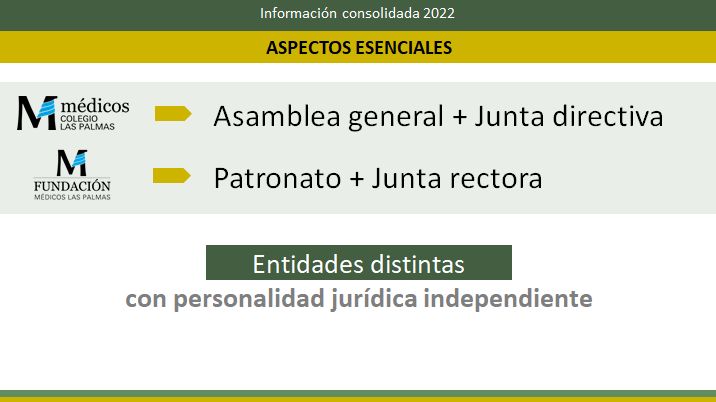 Información consolidada 2022
ASPECTOS ESENCIALES
médicos
COLEGIO
LAS PALMAS
Asamblea general + Junta directiva
FUNDACIÓN
MÉDICOS LAS PALMAS
Patronato + Junta rectora
Entidades distintas
con personalidad jurídica independiente